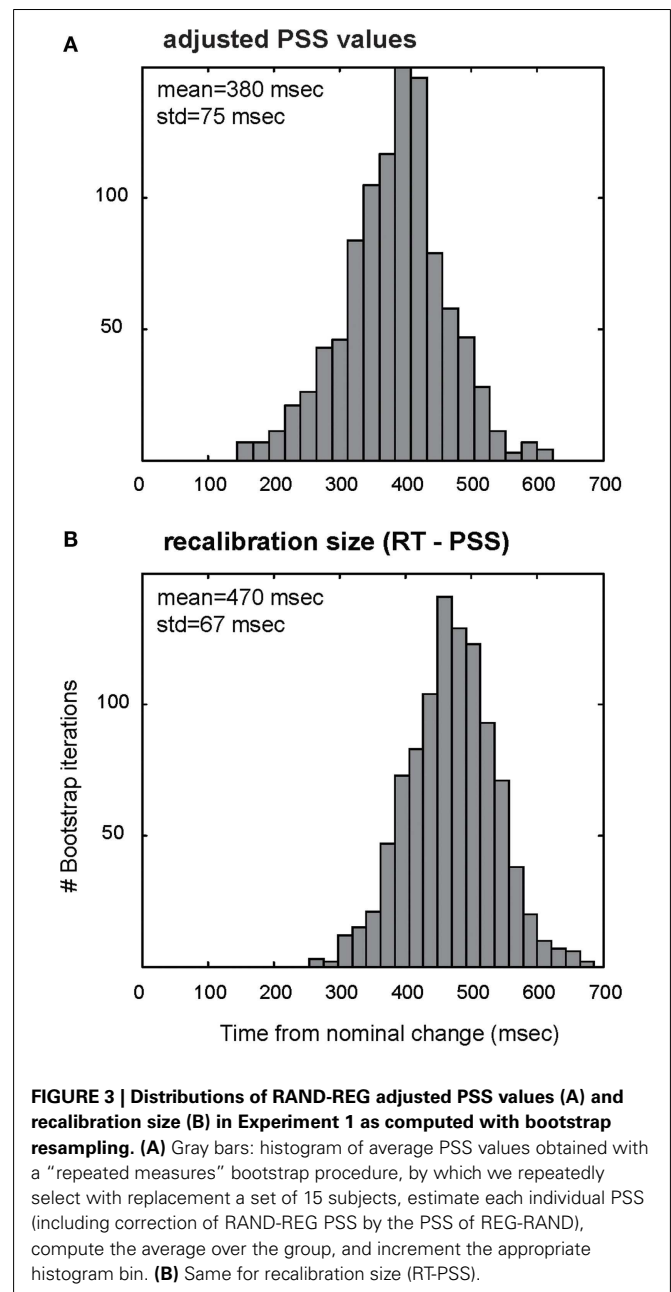 A
adjusted PSS values
mean=380 msec
std=75 msec
100
50
0 100 200 300 400 500 600 700
B
recalibration size (RT - PSS)
mean=470 msec
std=67 msec
100
50
# Bootstrap iterations
0 100 200 300 400 500 600 700
Time from nominal change (msec)
FIGURE 3 | Distributions of RAND-REG adjusted PSS values (A) and
recalibration size (B) in Experiment 1 as computed with bootstrap
resampling. (A) Gray bars: histogram of average PSS values obtained with
a “repeated measures” bootstrap procedure, by which we repeatedly
select with replacement a set of 15 subjects, estimate each individual PSS
(including correction of RAND-REG PSS by the PSS of REG-RAND),
compute the average over the group, and increment the appropriate
histogram bin. (B) Same for recalibration size (RT-PSS).